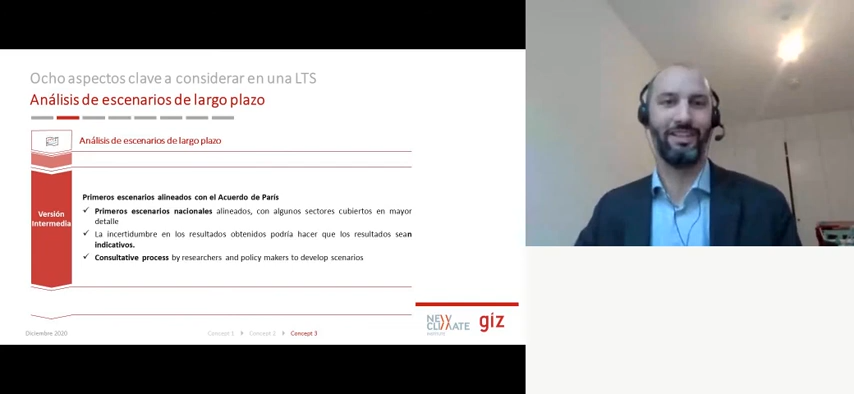 Ocho aspectos clave a considerar en una LTS
Análisis de escenarios de largo plazo
Análisis de escenarios de largo plazo
Versión
Intermedia
Primeros escenarios alineados con el Acuerdo de París
✓ Primeros escenarios nacionales alineados, con algunos sectores cubiertos en mayor
detalle
✓ La incertidumbre en los resultados obtenidos podría hacer que los resultados sean
indicativos.
✓ Consultative process by researchers and policy makers to develop scenarios
Diciembre 2020
Concept 1 > Concept 2 > Concept 3
NEW
CLIMATE
INSTITUTE
giz